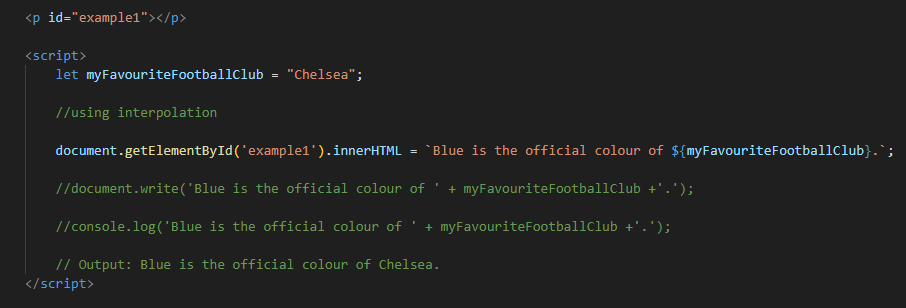 <p id="example1"></p>
<script>
let myFavouriteFootballClub = "Chelsea";
//using interpolation
document.getElementById('example1').innerHTML = `Blue is the official colour of ${myFavouriteFootballClub}.`;
//document.write('Blue is the official colour of ' + myFavouriteFootballClub +'.');
//console.log('Blue is the official colour of ' + myFavouriteFootballClub +'.');
// Output: Blue is the official colour of Chelsea.
</script>